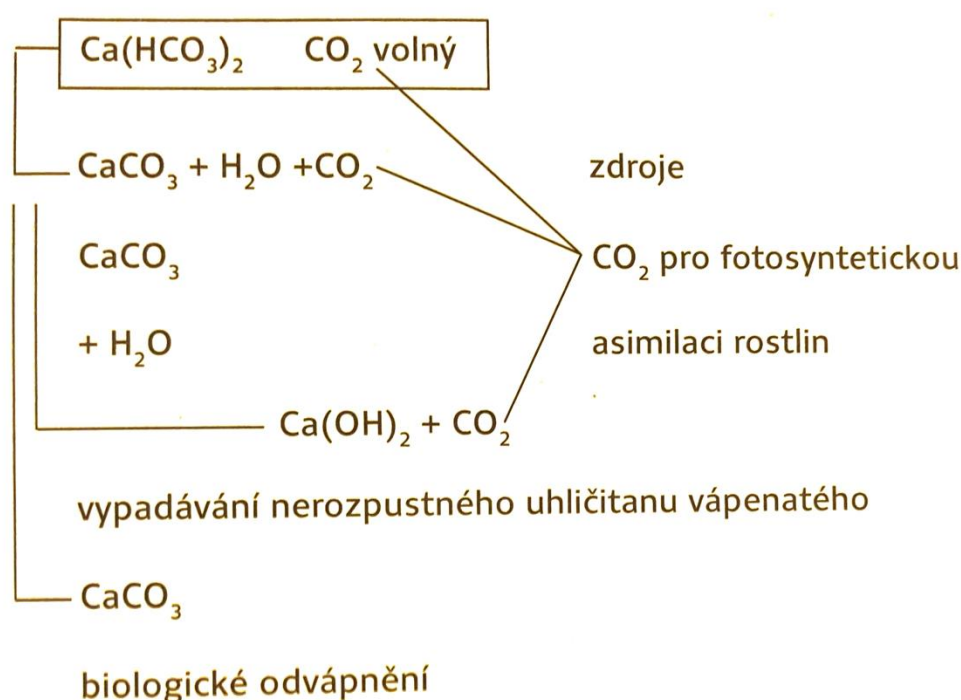 Ca(HCO₃)₂ CO₂ volný
CaCO₃ + H₂O +CO₂
zdroje
CaCO₃
CO₂ pro fotosyntetickou
+ H₂O
asimilaci rostlin
Ca(OH)₂ + CO₂
vypadávání nerozpustného uhličitanu vápenatého
CaCO₃
biologické odvápnění